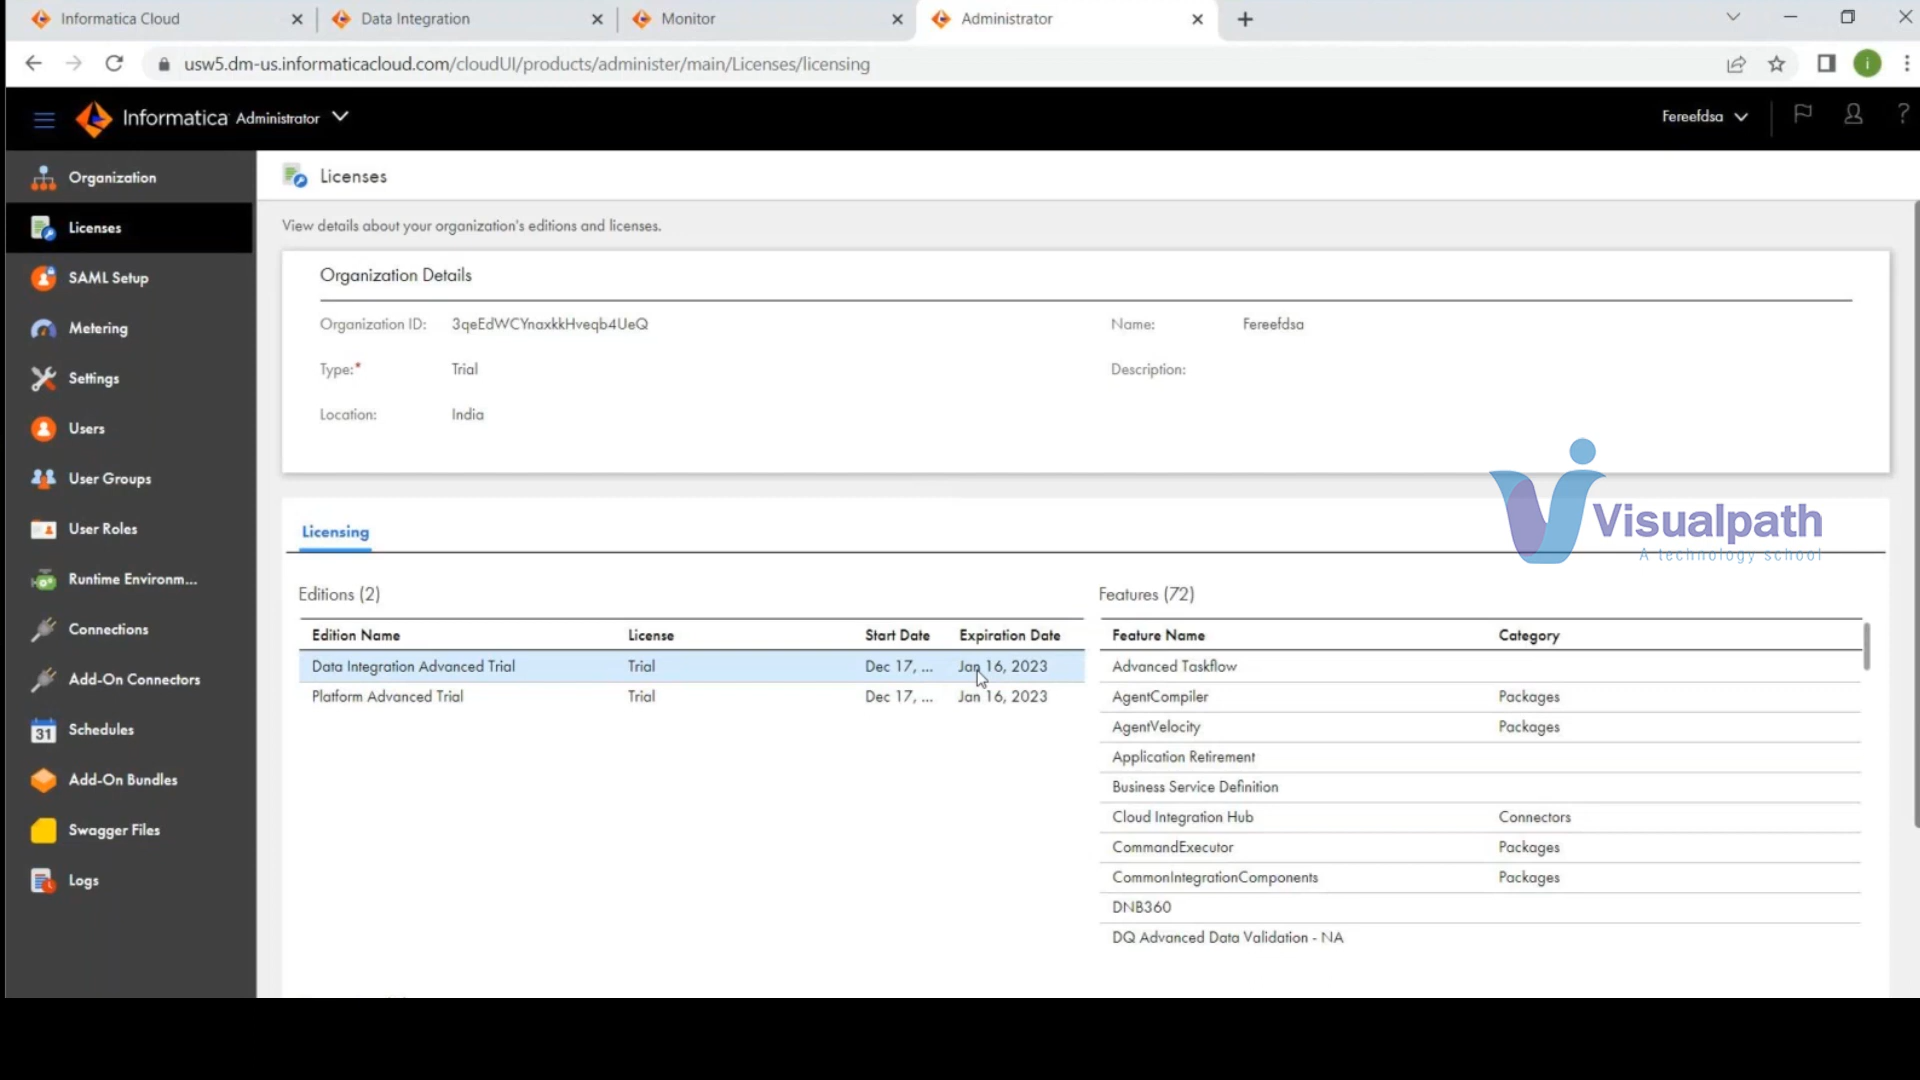 Informatica Cloud
Data Integration
Monitor
Administrator
usw5.dm-us.informaticacloud.com/cloudUI/products/administer/main/Licenses/licensing
i
Informatica Administrator
Fereefdsa
?
Organization
Licenses
SAML Setup
Metering
Settings
Users
User Groups
User Roles
Runtime Environm...
Connections
Add-On Connectors
31 Schedules
Add-On Bundles
Swagger Files
Logs
Licenses
View details about your organization's editions and licenses.
Organization Details
Organization ID: 3qeEdWCYnaxkkHveqb4UeQ
Name: Fereefdsa
Type:* Trial
Description:
Location: India
Visualpath
A technology school
Licensing
Editions (2)
Edition Name License Start Date Expiration Date
Data Integration Advanced Trial Trial Dec 17, ... Jan 16, 2023
Platform Advanced Trial Trial Dec 17, ... Jan 16, 2023
Features (72)
Feature Name Category
Advanced Taskflow
AgentCompiler Packages
AgentVelocity Packages
Application Retirement
Business Service Definition
Cloud Integration Hub Connectors
CommandExecutor Packages
CommonIntegrationComponents Packages
DNB360
DQ Advanced Data Validation - NA